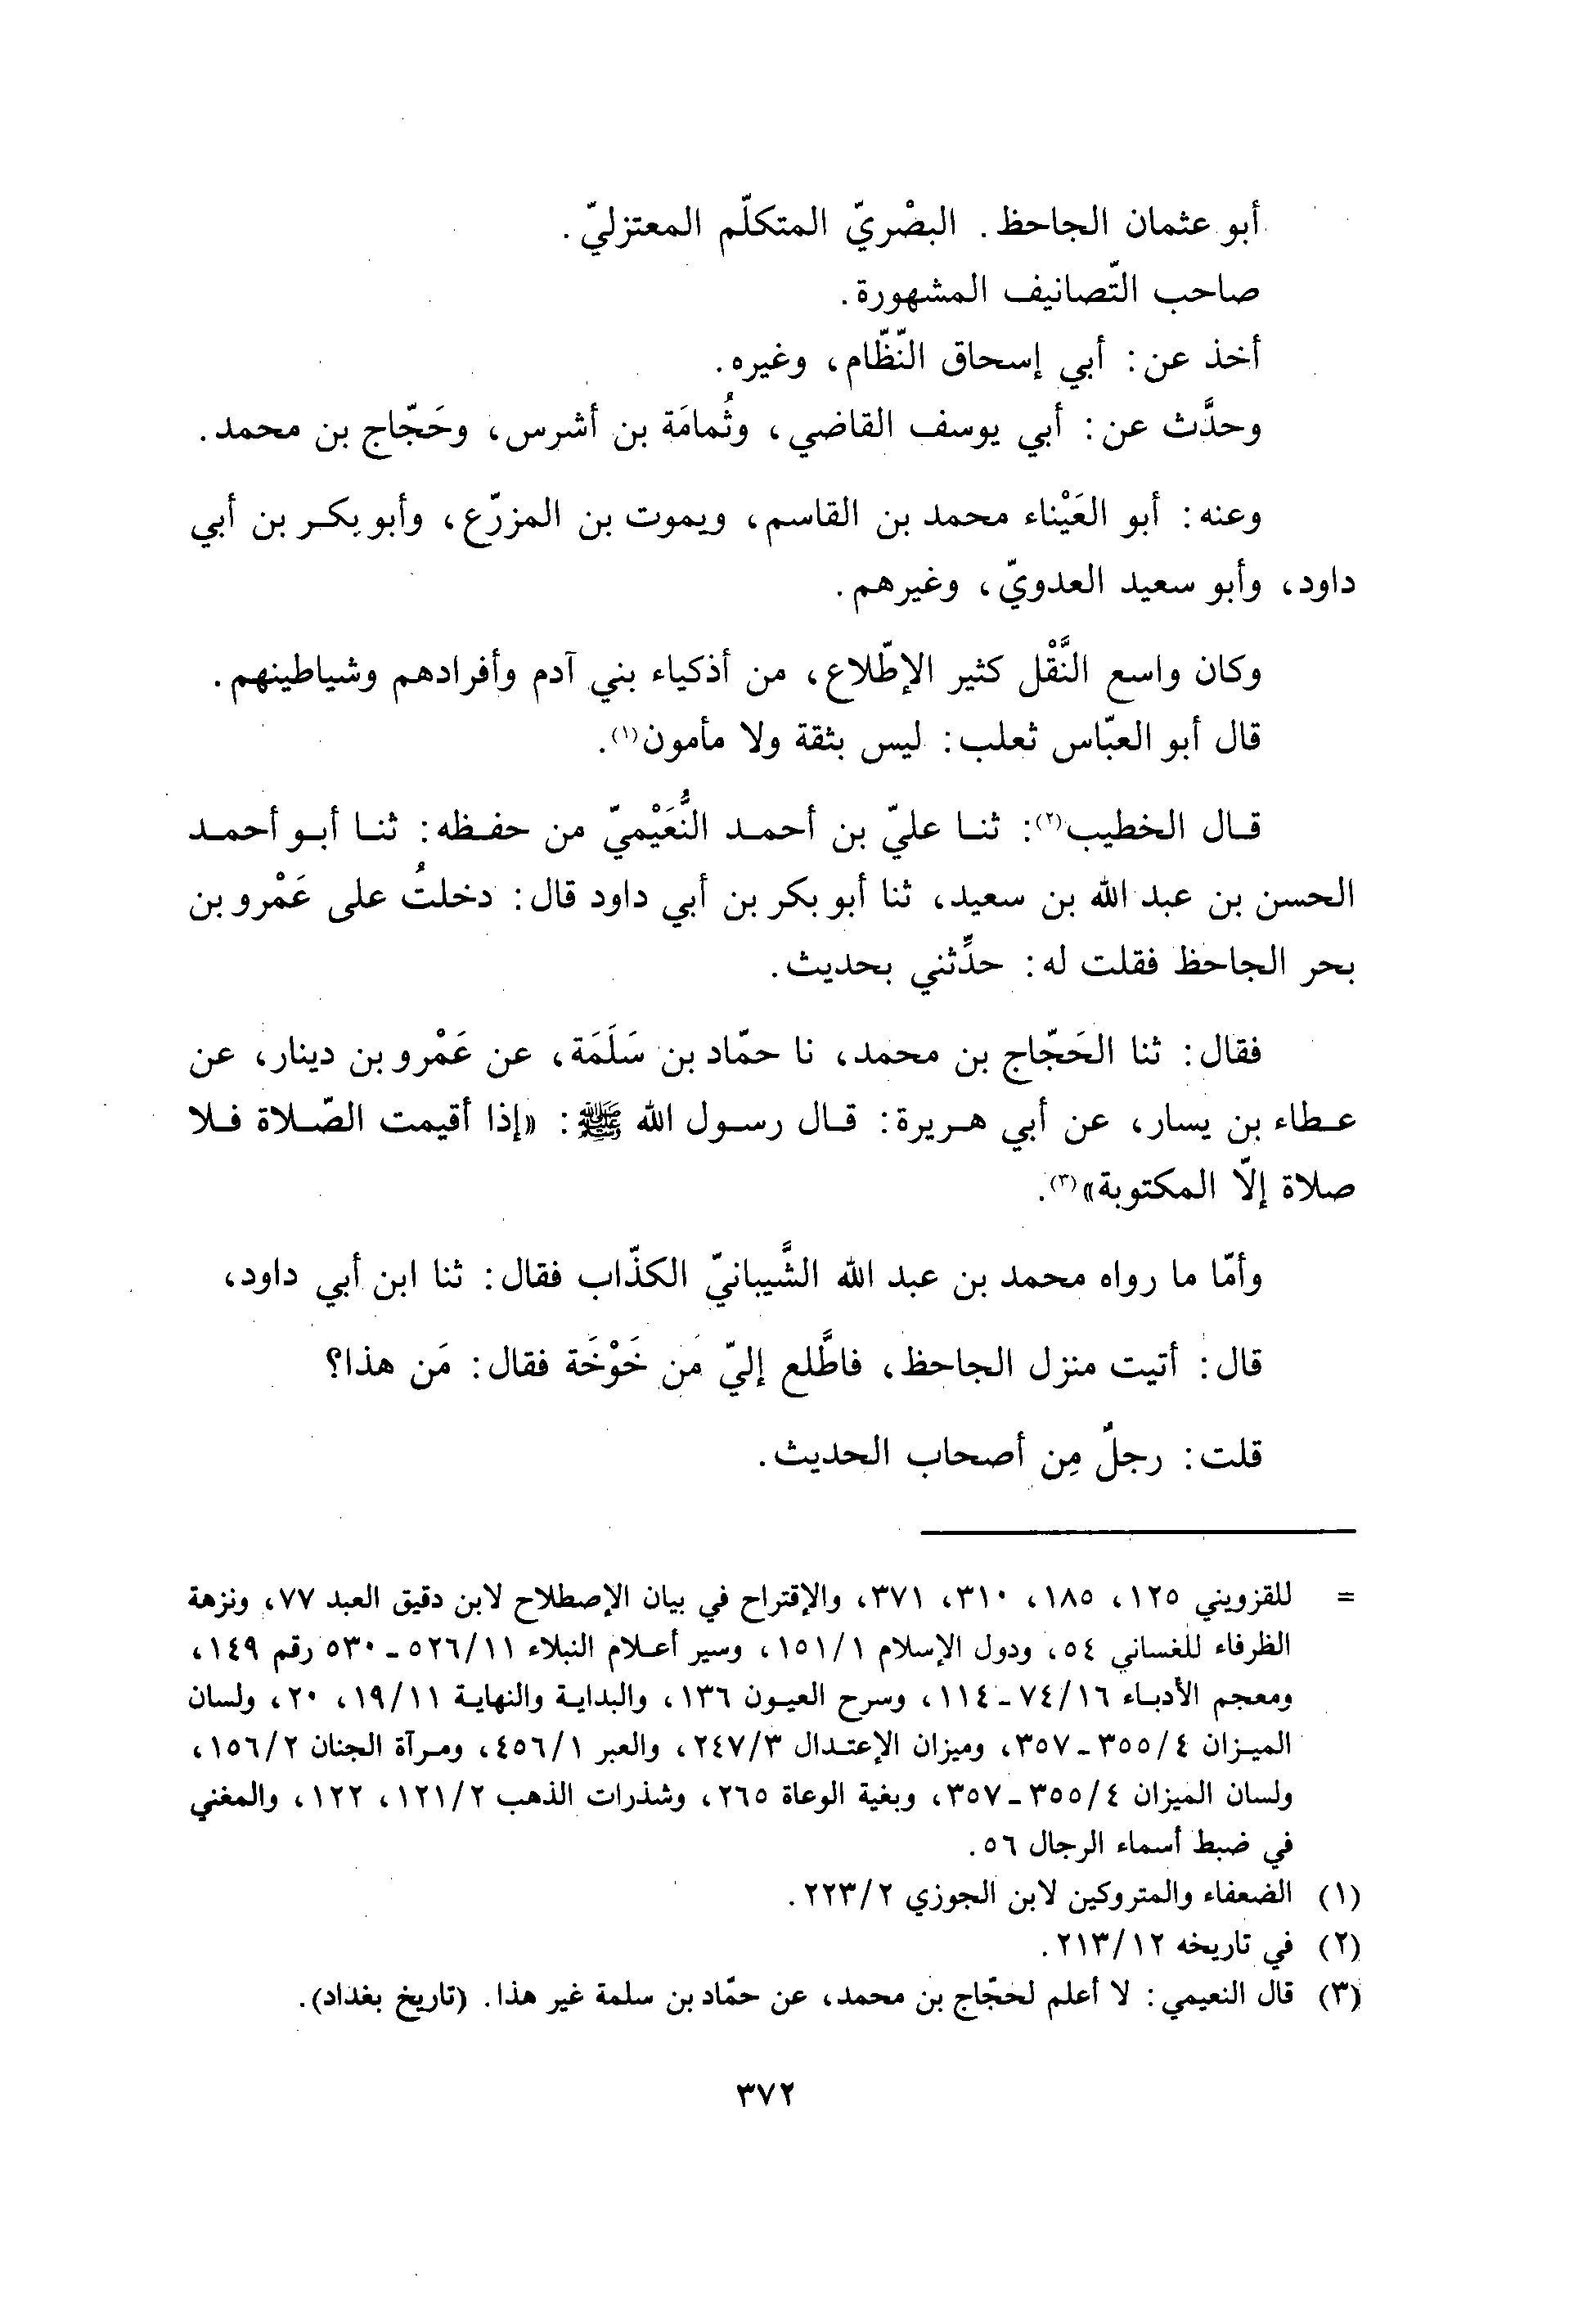 أبو عثمان الجاحظ. البصْريّ المتكلّم المعتزليّ.
صاحب التّصانيف المشهورة.
أخذ عن: أبي إسحاق النّظّام، وغيره.
وحدَّث عن: أبي يوسف القاضي، وثُمامَة بن أشرس، وحَجّاج بن محمد.
وعنه: أبو العَيْناء محمد بن القاسم، ويموت بن المزرّع، وأبو بكر بن أبي
داود، وأبو سعيد العدويّ، وغيرهم.
وكان واسع النَّقْل كثير الإطّلاع، من أذكياء بني آدم وأفرادهم وشياطينهم.
قال أبو العبّاس ثعلب: ليس بثقة ولا مأمون(١).
قال الخطيب(٢): ثنا عليّ بن أحمد النُّعَيْميّ من حفظه: ثنا أبو أحمد
الحسن بن عبد الله بن سعيد، ثنا أبو بكر بن أبي داود قال: دخلتُ على عَمْرو بن
بحر الجاحظ فقلت له: حدِّثني بحديث.
فقال: ثنا الحَجّاج بن محمد، نا حمّاد بن سَلَمَة، عن عَمْرو بن دينار، عن
عطاء بن يسار، عن أبي هريرة: قال رسول الله ﷺ: «إذا أقيمت الصّلاة فلا
صلاة إلّا المكتوبة»(٣).
وأمّا ما رواه محمد بن عبد الله الشَّيبانيّ الكذّاب فقال: ثنا ابن أبي داود،
قال: أتيت منزل الجاحظ، فاطَّلع إليّ من خَوْخَة فقال: مَن هذا؟
قلت: رجلٌ مِن أصحاب الحديث.
= للقزويني ١٢٥، ١٨٥، ٣١٠، ٣٧١، والإقتراح في بيان الإصطلاح لابن دقيق العبد ٧٧، ونزهة
الظرفاء للغساني ٥٤، ودول الإسلام ١/١٥١، وسير أعلام النبلاء ١١/٥٢٦ - ٥٣٠ رقم ١٤٩،
ومعجم الأدباء ١٦/٧٤ - ١١٤، وسرح العيون ١٣٦، والبداية والنهاية ١١/١٩، ٢٠، ولسان
الميزان ٤/٣٥٥ - ٣٥٧، وميزان الإعتدال ٣/٢٤٧، والعبر ١/٤٥٦، ومرآة الجنان ٢/١٥٦،
ولسان الميزان ٤/٣٥٥ - ٣٥٧، وبغية الوعاة ٢٦٥، وشذرات الذهب ٢/١٢١، ١٢٢، والمغني
في ضبط أسماء الرجال ٥٦.
(١) الضعفاء والمتروكين لابن الجوزي ٢/٢٢٣.
(٢) في تاريخه ١٢/٢١٣.
(٣) قال النعيمي: لا أعلم لحجّاج بن محمد، عن حمّاد بن سلمة غير هذا. (تاريخ بغداد).
٣٧٢